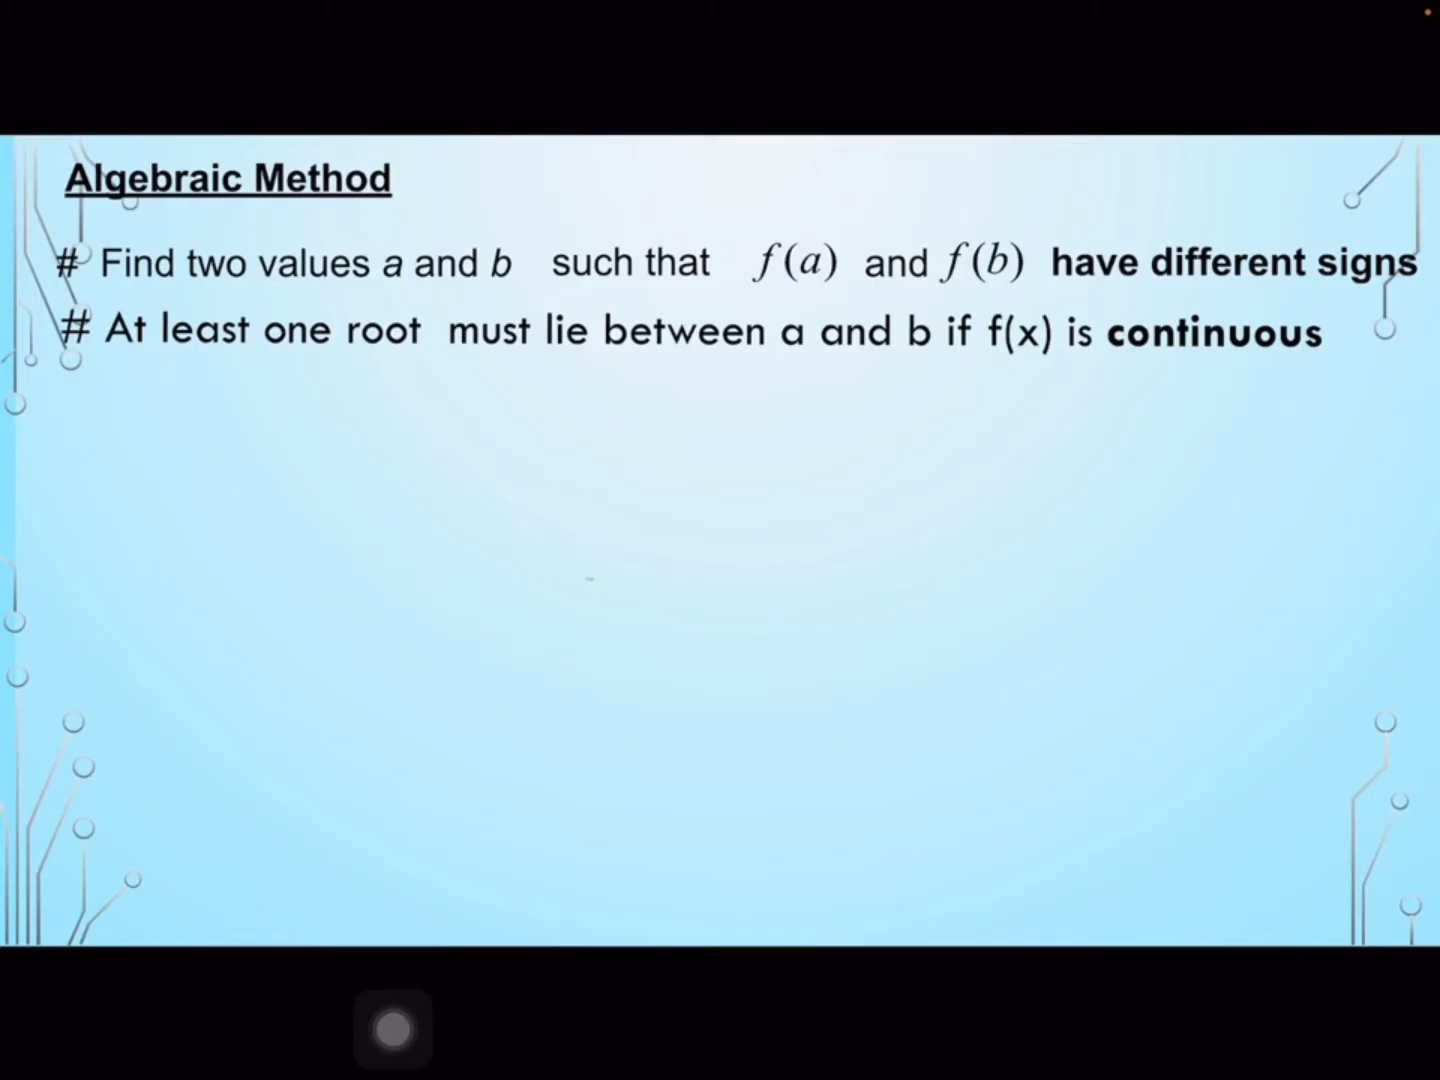 Algebraic Method
# Find two values a and b such that f(a) and f(b) have different signs
# At least one root must lie between a and b if f(x) is continuous